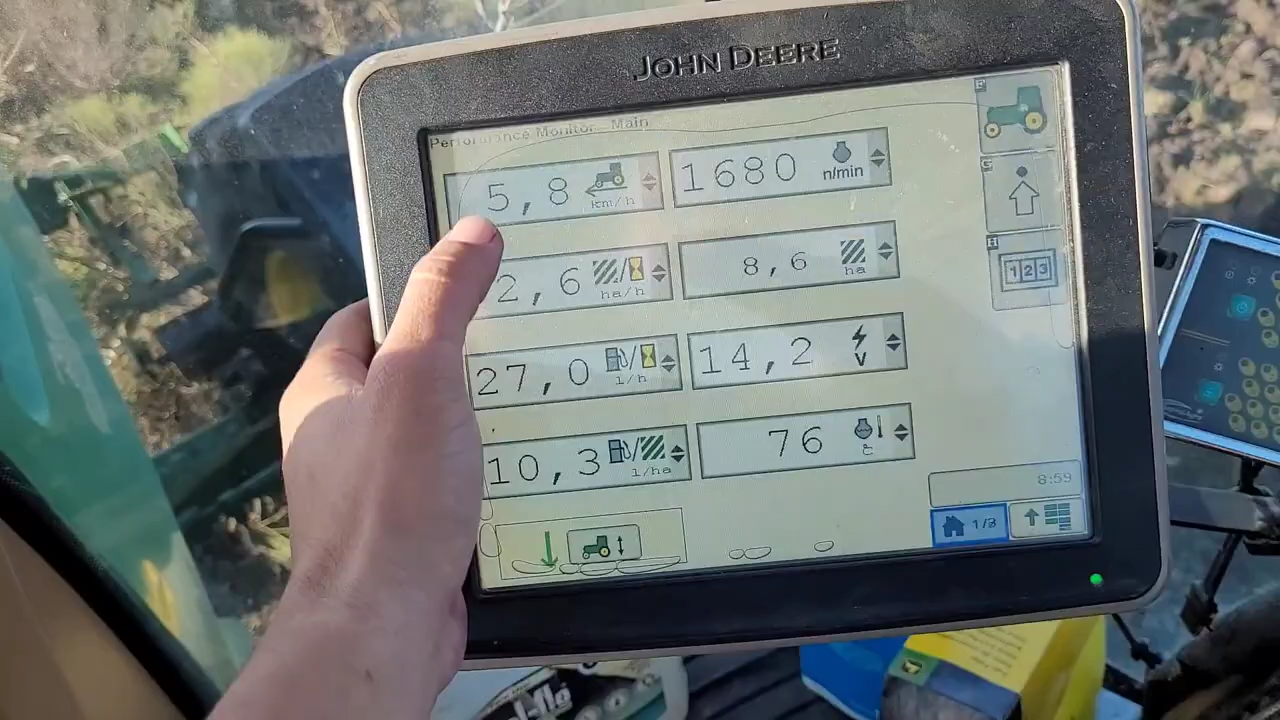 JOHN DEERE
Performance Monitor - Main
5,8 km/h
1680 n/min
2,6 ha/h
8,6 ha
27,0 l/h
14,2 V
10,3 l/ha
76 °C
F
G
H
123
8:59
1/3